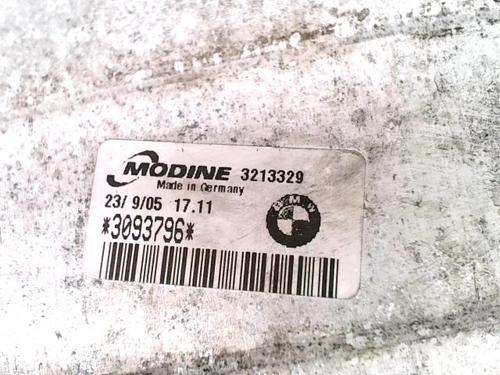 MODINE 3213329
Made in Germany
23/ 9/05 17.11
BMW
*3093796*